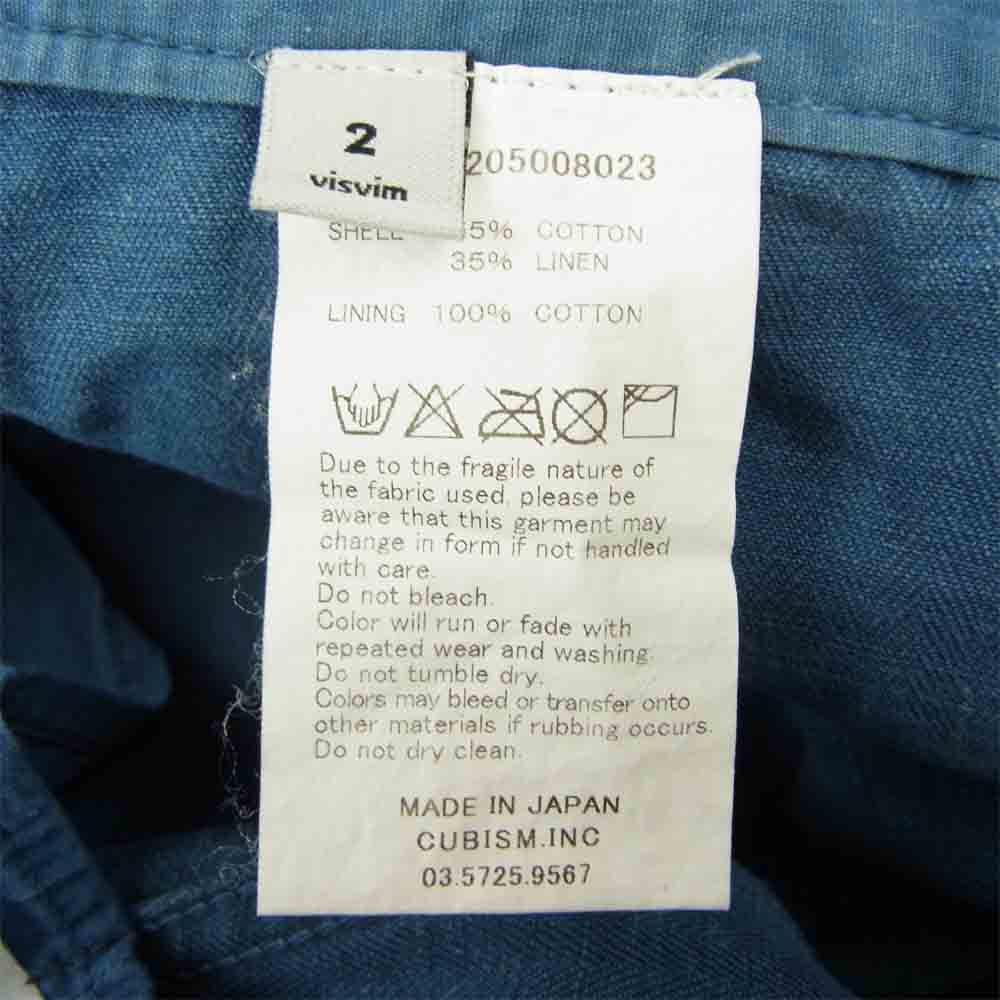 2
visvim
205008023
SHELL 5% COTTON
35% LINEN
LINING 100% COTTON
Due to the fragile nature of
the fabric used, please be
aware that this garment may
change in form if not handled
with care.
Do not bleach.
Color will run or fade with
repeated wear and washing.
Do not tumble dry.
Colors may bleed or transfer onto
other materials if rubbing occurs.
Do not dry clean.
MADE IN JAPAN
CUBISM.INC
03.5725.9567